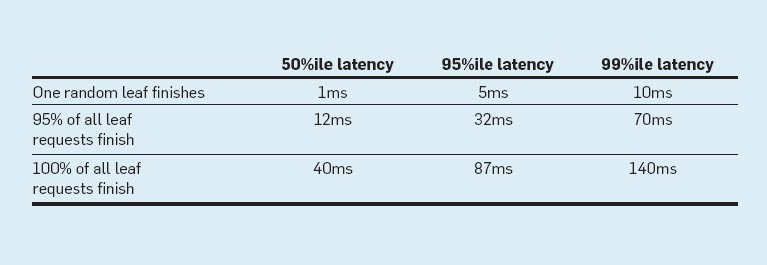 50%ile latency 95%ile latency 99%ile latency
One random leaf finishes 1ms 5ms 10ms
95% of all leaf 12ms 32ms 70ms
requests finish
100% of all leaf 40ms 87ms 140ms
requests finish